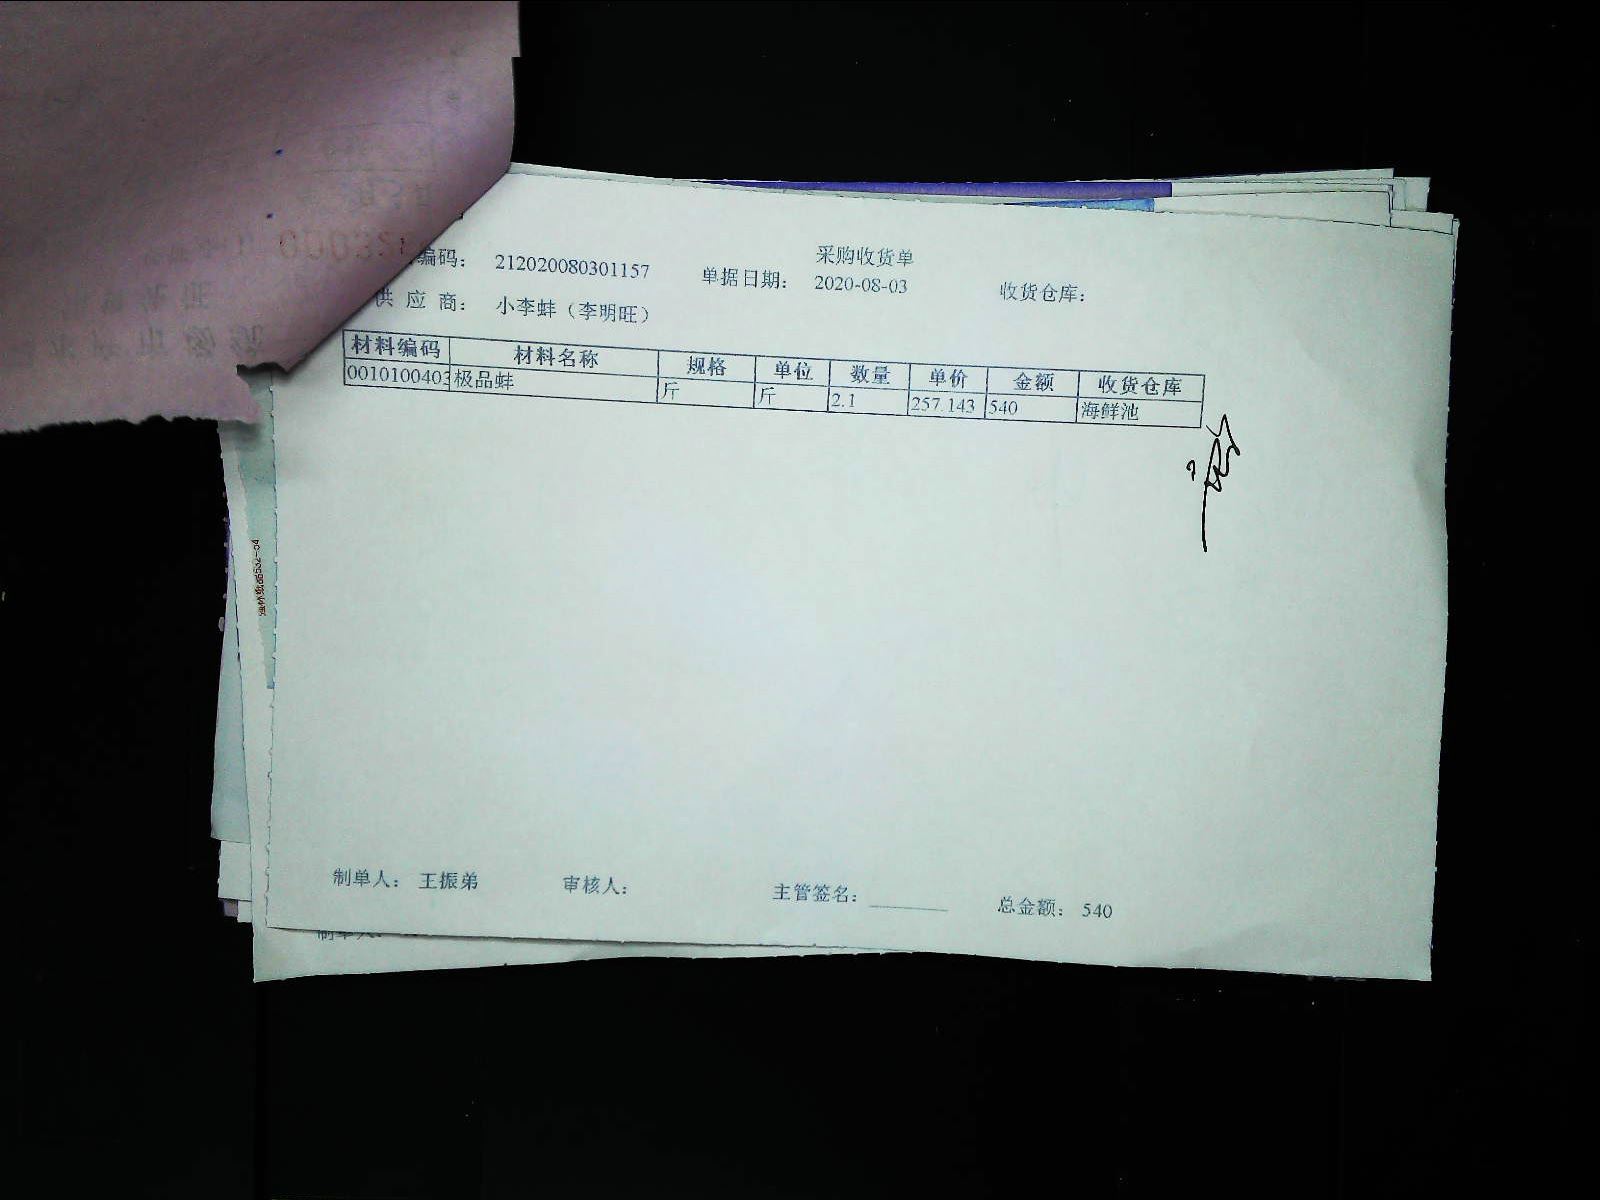 采购收货单
编码： 212020080301157 单据日期： 2020-08-03 收货仓库：
供 应 商： 小李蚌（李明旺）
材料编码 材料名称 规格 单位 数量 单价 金额 收货仓库
0010100403 极品蚌 斤 斤 2.1 257.143 540 海鲜池
制单人： 王振弟 审核人： 主管签名： ________ 总金额： 540